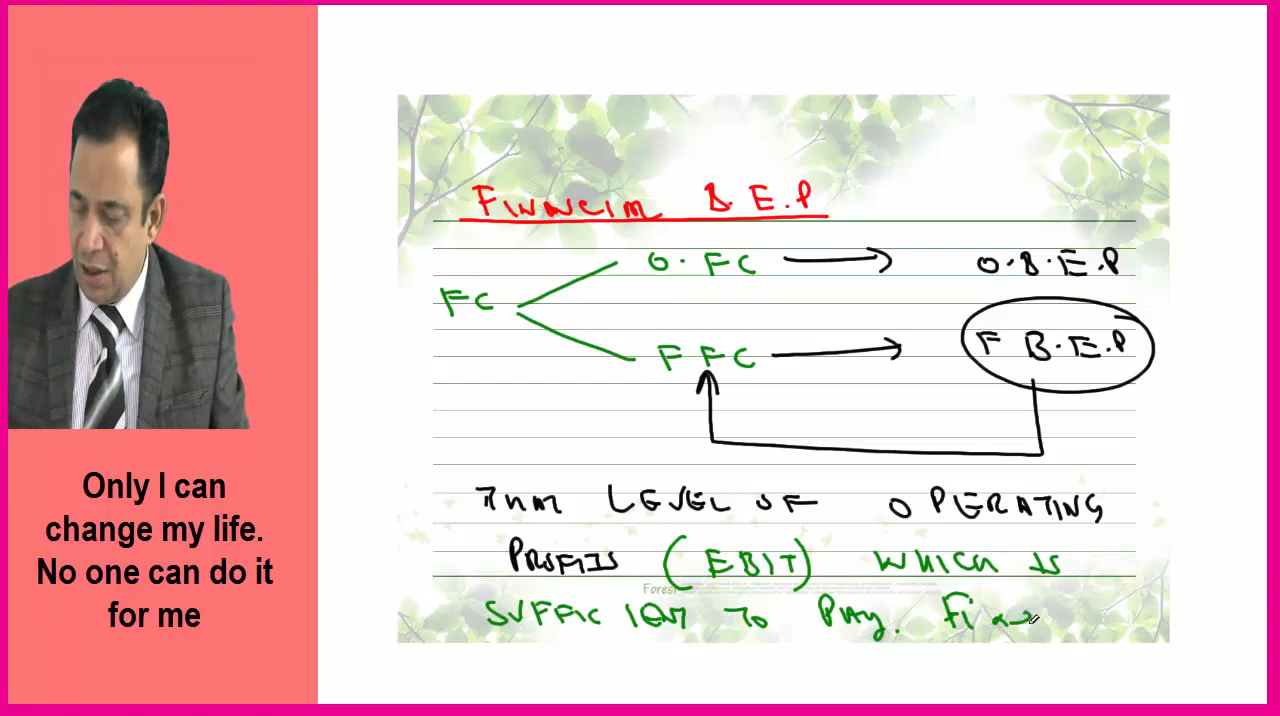 FINANCIAL B.E.P
O. FC
O.B.E.P
FC
F FC
F B.E.P
THAT LEVEL OF OPERATING
PROFITS (EBIT) WHICH IS
Forest
SUFFICIENT TO PAY.
Only I can
change my life.
No one can do it
for me